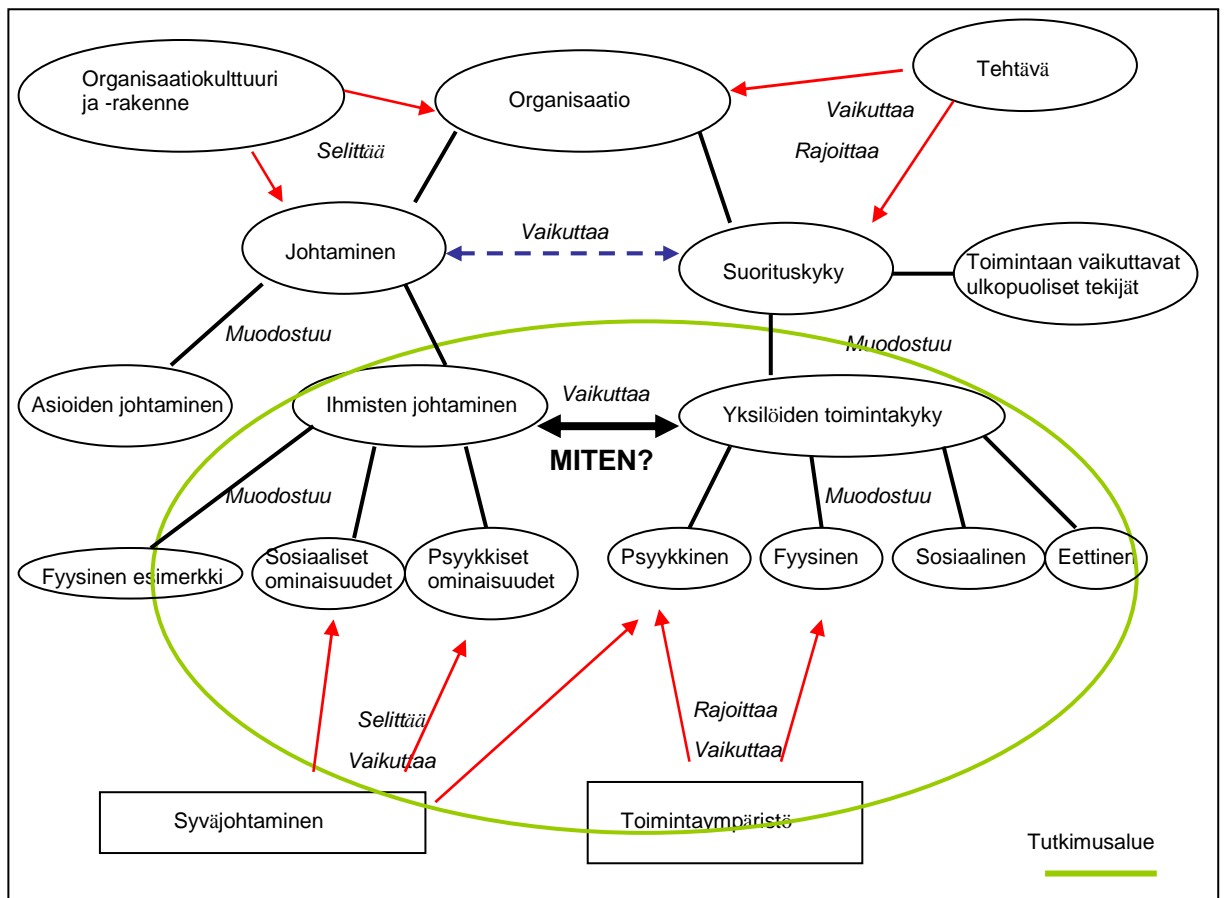 Organisaatiokulttuuri
ja -rakenne
Organisaatio
Tehtävä
Vaikuttaa
Selittää
Rajoittaa
Johtaminen
Vaikuttaa
Suorituskyky
Toimintaan vaikuttavat
ulkopuoliset tekijät
Muodostuu
Muodostuu
Asioiden johtaminen
Ihmisten johtaminen
Vaikuttaa
Yksilöiden toimintakyky
MITEN?
Muodostuu
Muodostuu
Fyysinen esimerkki
Sosiaaliset
ominaisuudet
Psyykkiset
ominaisuudet
Psyykkinen
Fyysinen
Sosiaalinen
Eettinen
Selittää
Vaikuttaa
Rajoittaa
Vaikuttaa
Syväjohtaminen
Toimintaympäristö
Tutkimusalue